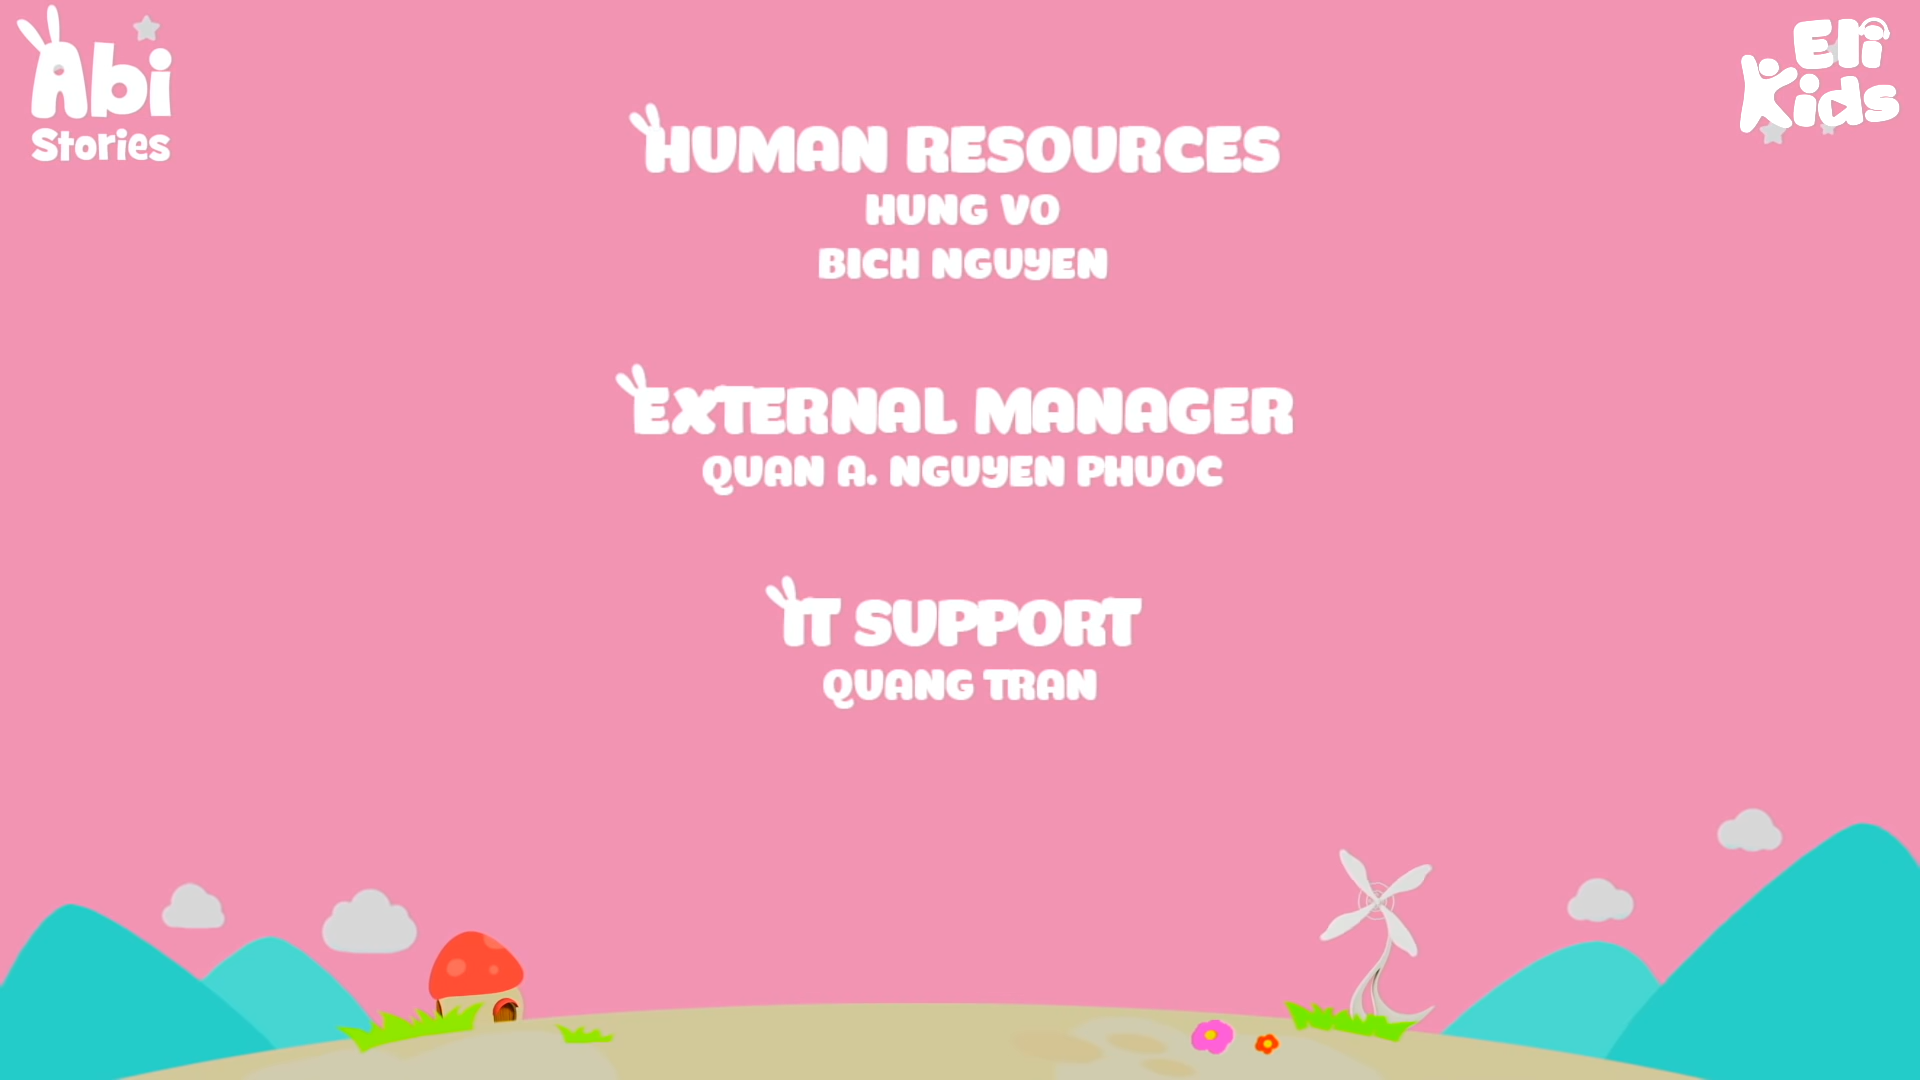 Abi
Stories
Eli
Kids
HUMAN RESOURCES
HUNG VO
BICH NGUYEN
EXTERNAL MANAGER
QUAN A. NGUYEN PHUOC
IT SUPPORT
QUANG TRAN